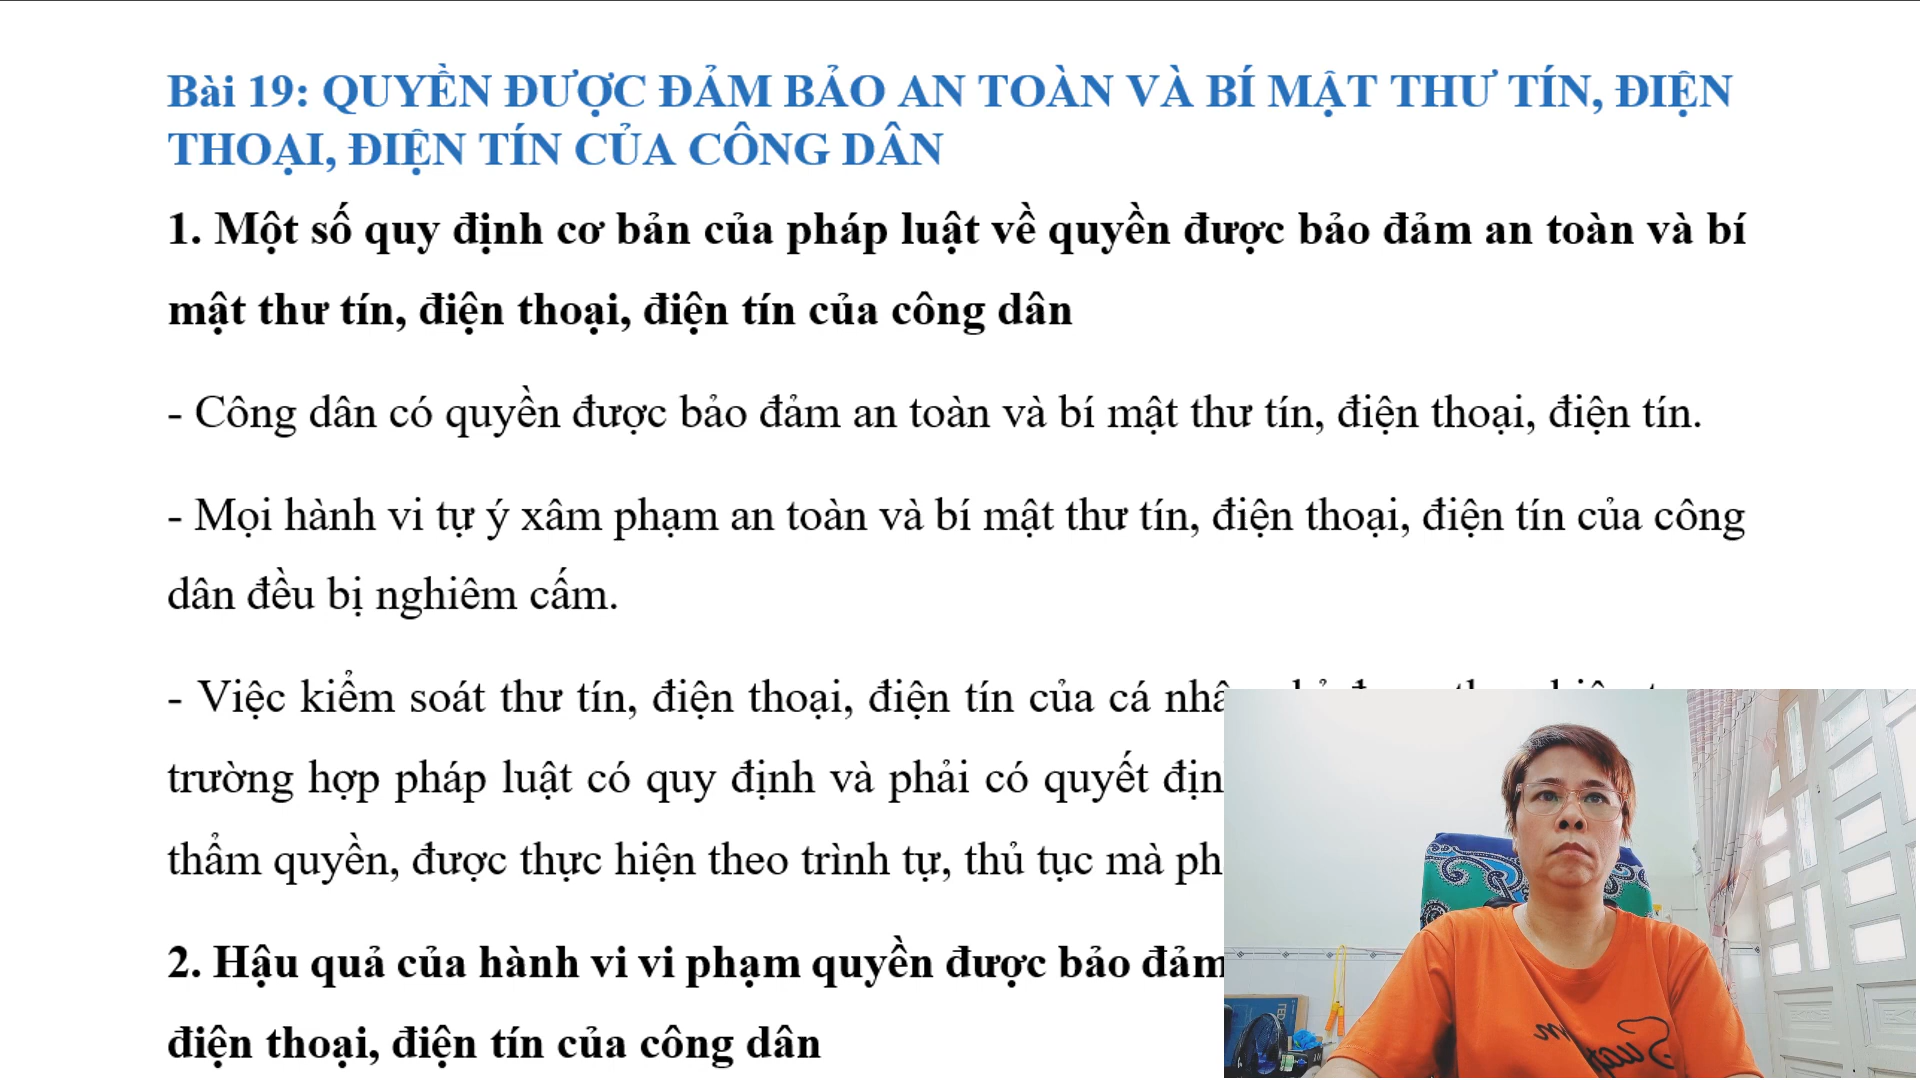 Bài 19: QUYỀN ĐƯỢC ĐẢM BẢO AN TOÀN VÀ BÍ MẬT THƯ TÍN, ĐIỆN
THOẠI, ĐIỆN TÍN CỦA CÔNG DÂN
1. Một số quy định cơ bản của pháp luật về quyền được bảo đảm an toàn và bí
mật thư tín, điện thoại, điện tín của công dân
- Công dân có quyền được bảo đảm an toàn và bí mật thư tín, điện thoại, điện tín.
- Mọi hành vi tự ý xâm phạm an toàn và bí mật thư tín, điện thoại, điện tín của công
dân đều bị nghiêm cấm.
- Việc kiểm soát thư tín, điện thoại, điện tín của cá
trường hợp pháp luật có quy định và phải có quyết
thẩm quyền, được thực hiện theo trình tự, thủ tục mà
2. Hậu quả của hành vi vi phạm quyền được bảo đảm
điện thoại, điện tín của công dân